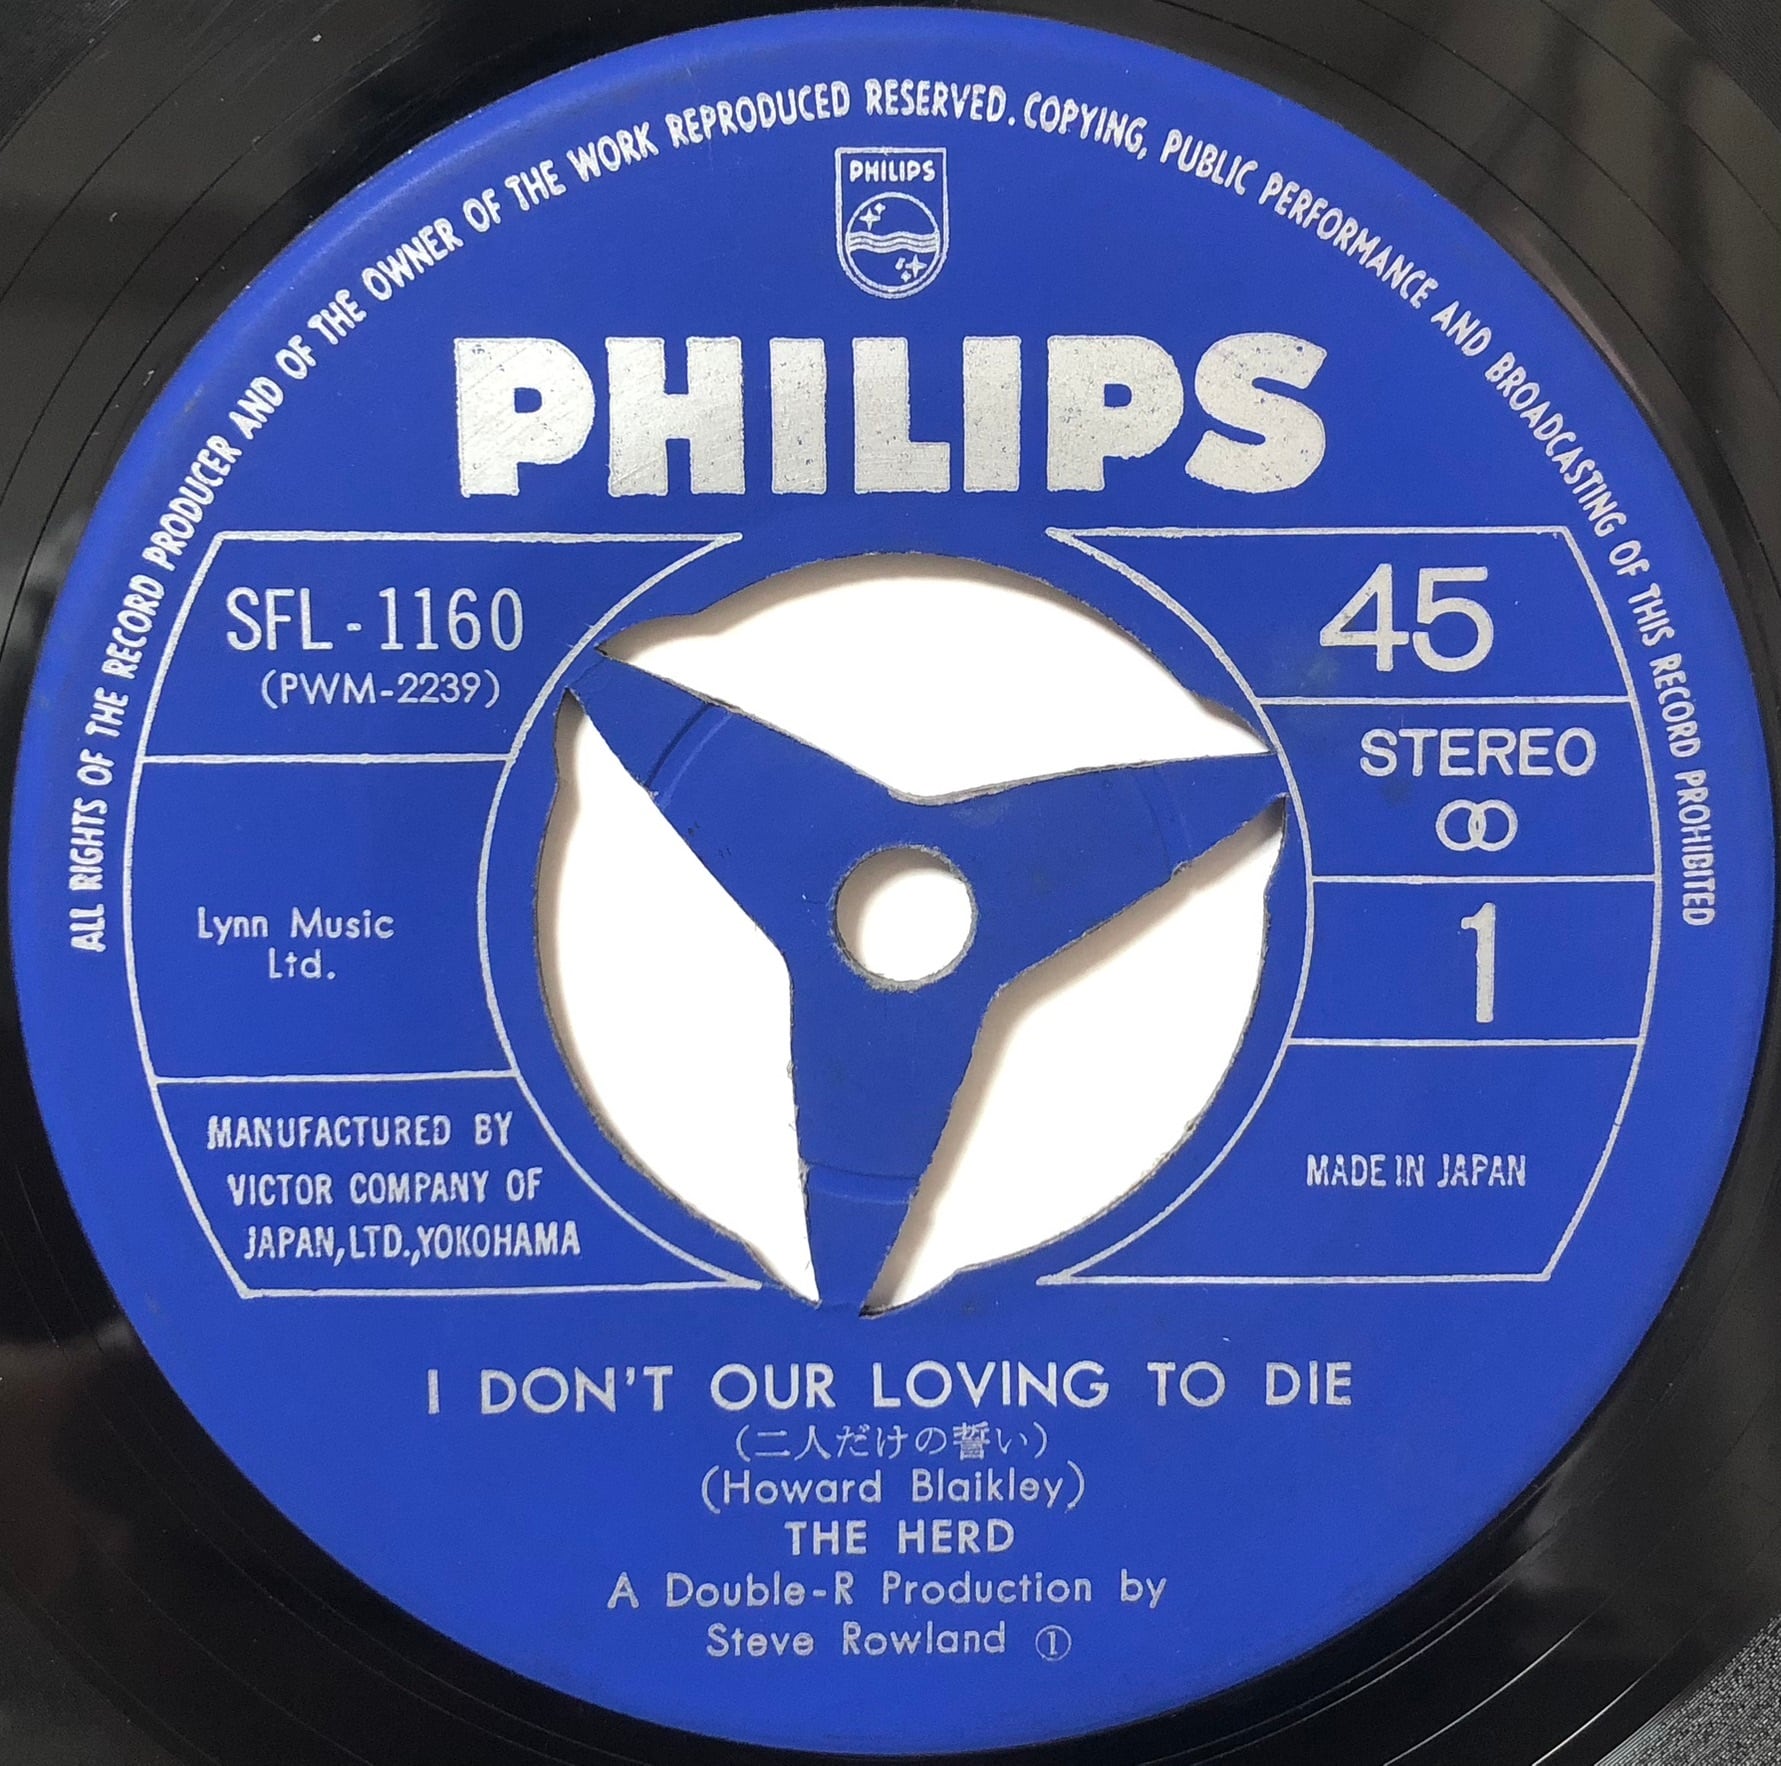 ALL RIGHTS OF THE RECORD PRODUCER AND OF THE OWNER OF THE WORK REPRODUCED RESERVED. COPYING, PUBLIC PERFORMANCE AND BROADCASTING OF THIS RECORD PROHIBITED
PHILIPS
PHILIPS
SFL-1160
(PWM-2239)
45
STEREO
1
Lynn Music
Ltd.
MANUFACTURED BY
VICTOR COMPANY OF
JAPAN,LTD.,YOKOHAMA
MADE IN JAPAN
I DON'T OUR LOVING TO DIE
(二人だけの誓い)
(Howard Blaikley)
THE HERD
A Double-R Production by
Steve Rowland ①